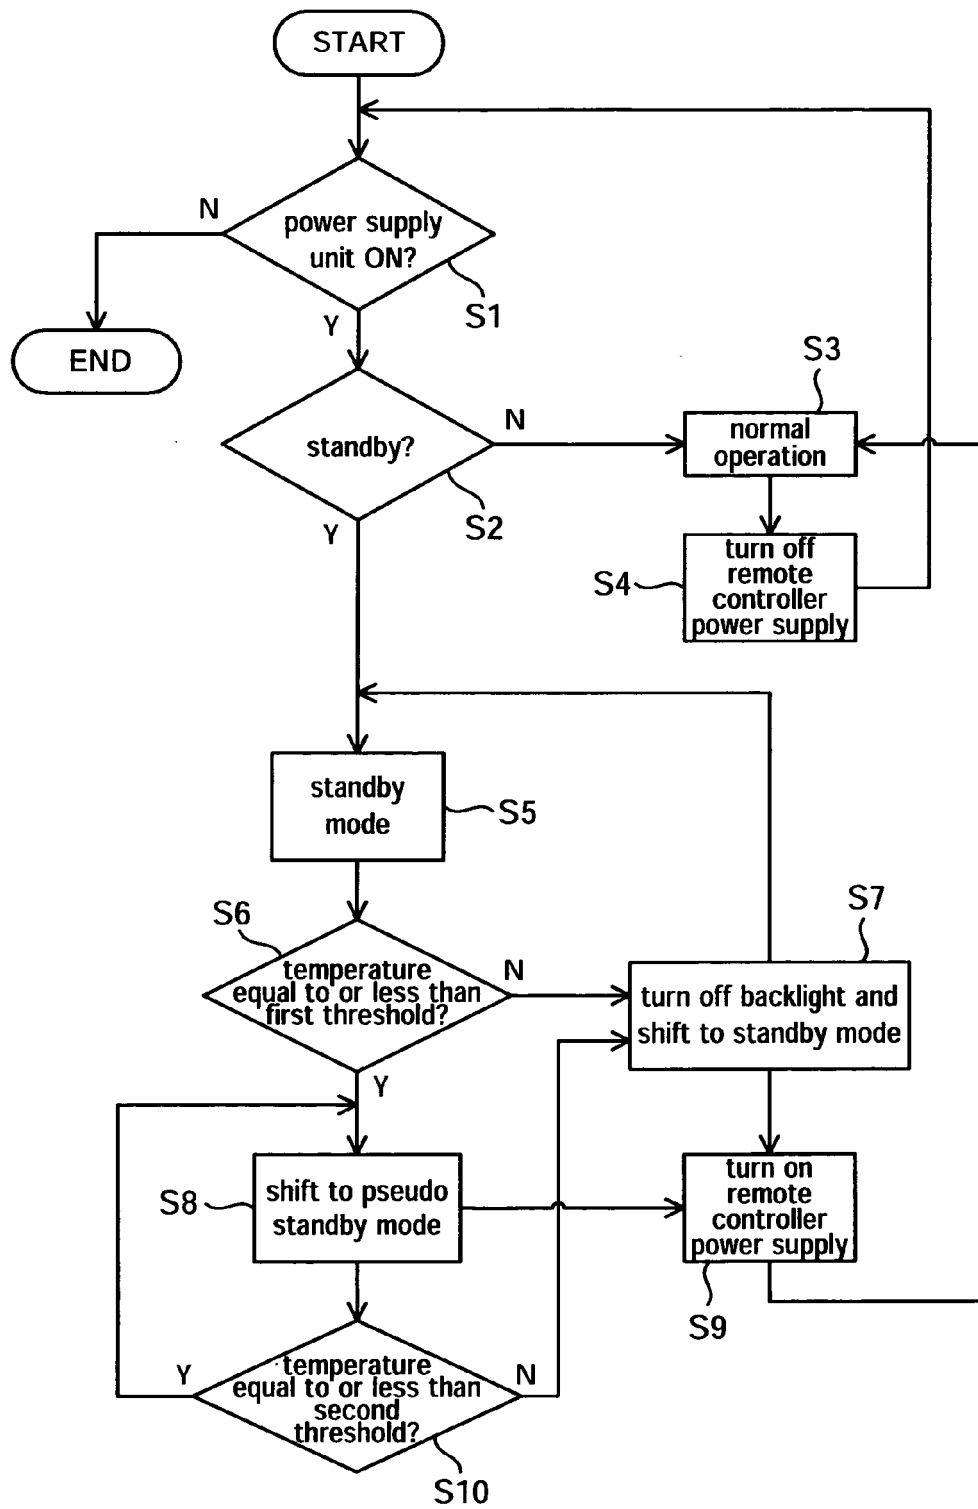 START
N
power supply
unit ON?
S1
Y
END
standby?
N
S2
Y
S3
normal
operation
S4
turn off
remote
controller
power supply
standby
mode
S5
S6
temperature
equal to or less than
first threshold?
N
Y
S7
turn off backlight and
shift to standby mode
S8
shift to pseudo
standby mode
turn on
remote
controller
power supply
S9
Y
temperature
equal to or less than
second
threshold?
N
S10